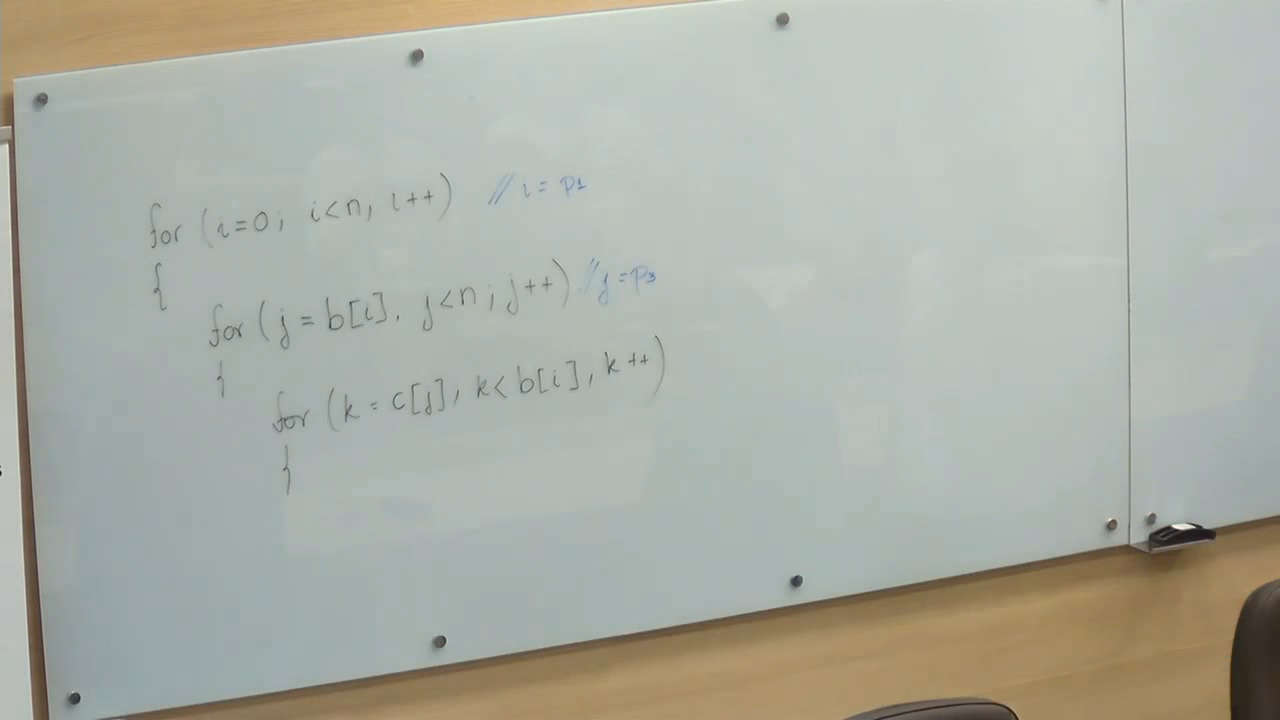 for (i=0; i<n, i++) // i = p1
{
for (j = b[i], j<n; j++) // j = p3
{
for (k = c[j], k< b[i], k++)
{